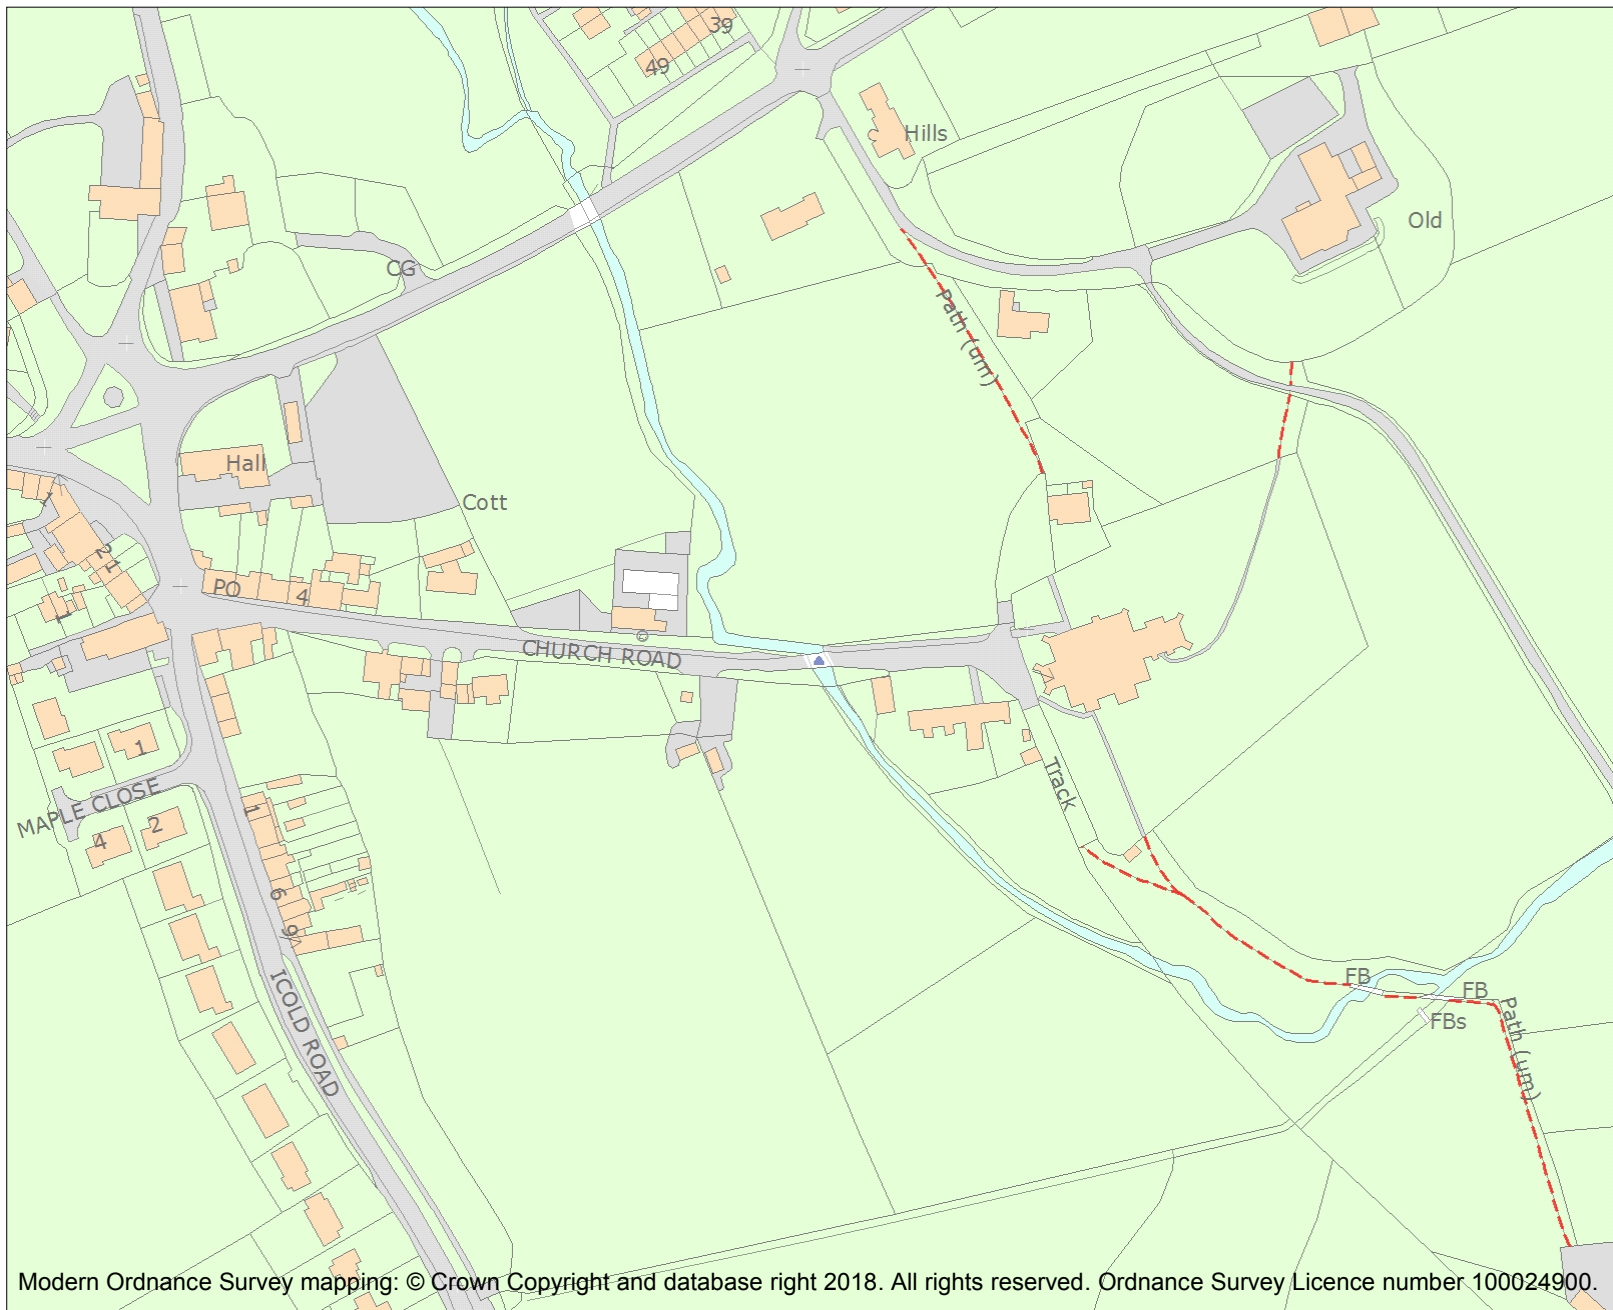 39
49
Hills
Old
CG
Path (um)
Hall
Cott
1
21
PO
4
1
CHURCH ROAD
©
1
MAPLE CLOSE
4
2
1
Track
6
9
ICOLD ROAD
FB
FB
FBs
Path (um)
Modern Ordnance Survey mapping: © Crown Copyright and database right 2018. All rights reserved. Ordnance Survey Licence number 100024900.